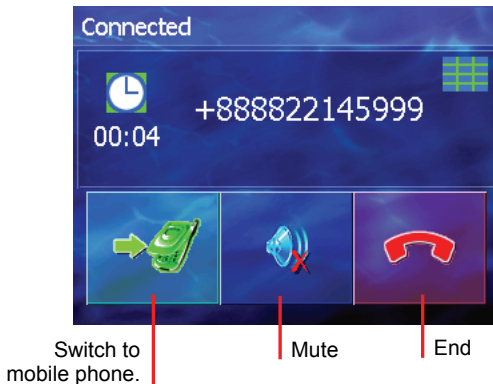 Connected
+888822145999
00:04
Switch to
mobile phone.
Mute
End